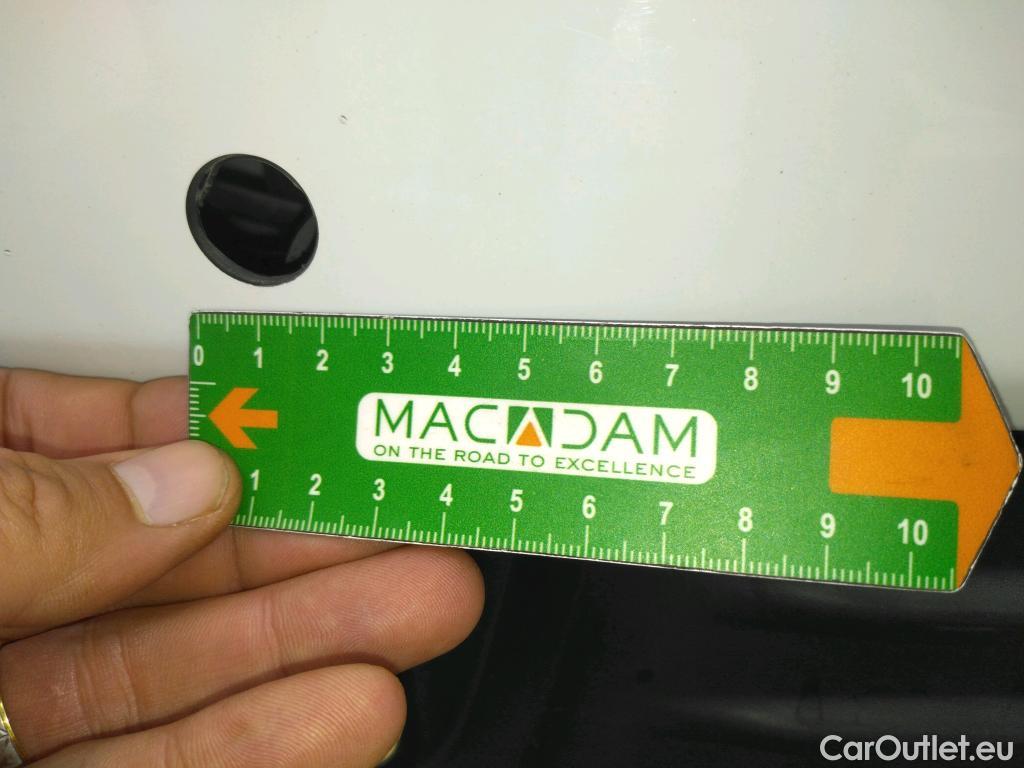 0 1 2 3 4 5 6 7 8 9 10
MACADAM
ON THE ROAD TO EXCELLENCE
1 2 3 4 5 6 7 8 9 10
CarOutlet.eu